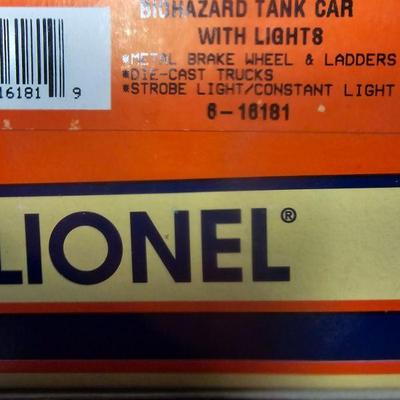 BIOHAZARD TANK CAR
WITH LIGHTS
*METAL BRAKE WHEEL & LADDERS
*DIE-CAST TRUCKS
*STROBE LIGHT/CONSTANT LIGHT
16181 9
6-16181
LIONEL®